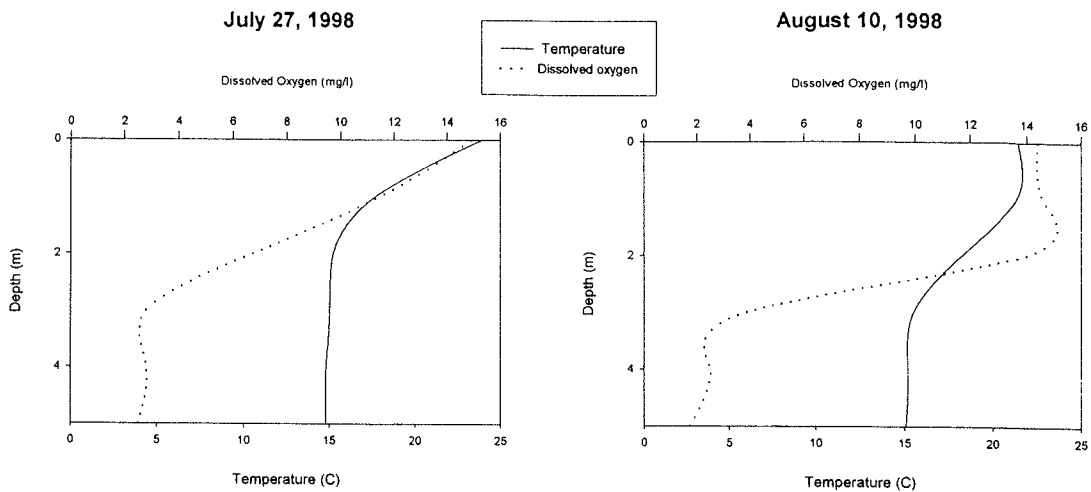 July 27, 1998
Dissolved Oxygen (mg/l)
0 2 4 6 8 10 12 14 16
0
2
4
Depth (m)
0 5 10 15 20 25
Temperature (C)
Temperature
Dissolved oxygen
August 10, 1998
Dissolved Oxygen (mg/l)
0 2 4 6 8 10 12 14 16
0
2
4
Depth (m)
0 5 10 15 20 25
Temperature (C)